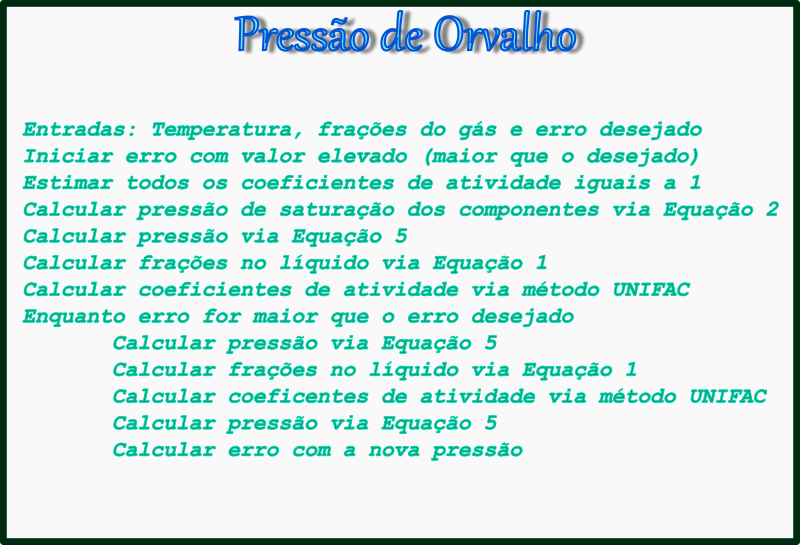 Pressão de Orvalho
Entradas: Temperatura, frações do gás e erro desejado
Iniciar erro com valor elevado (maior que o desejado)
Estimar todos os coeficientes de atividade iguais a 1
Calcular pressão de saturação dos componentes via Equação 2
Calcular pressão via Equação 5
Calcular frações no líquido via Equação 1
Calcular coeficientes de atividade via método UNIFAC
Enquanto erro for maior que o erro desejado
Calcular pressão via Equação 5
Calcular frações no líquido via Equação 1
Calcular coeficentes de atividade via método UNIFAC
Calcular pressão via Equação 5
Calcular erro com a nova pressão